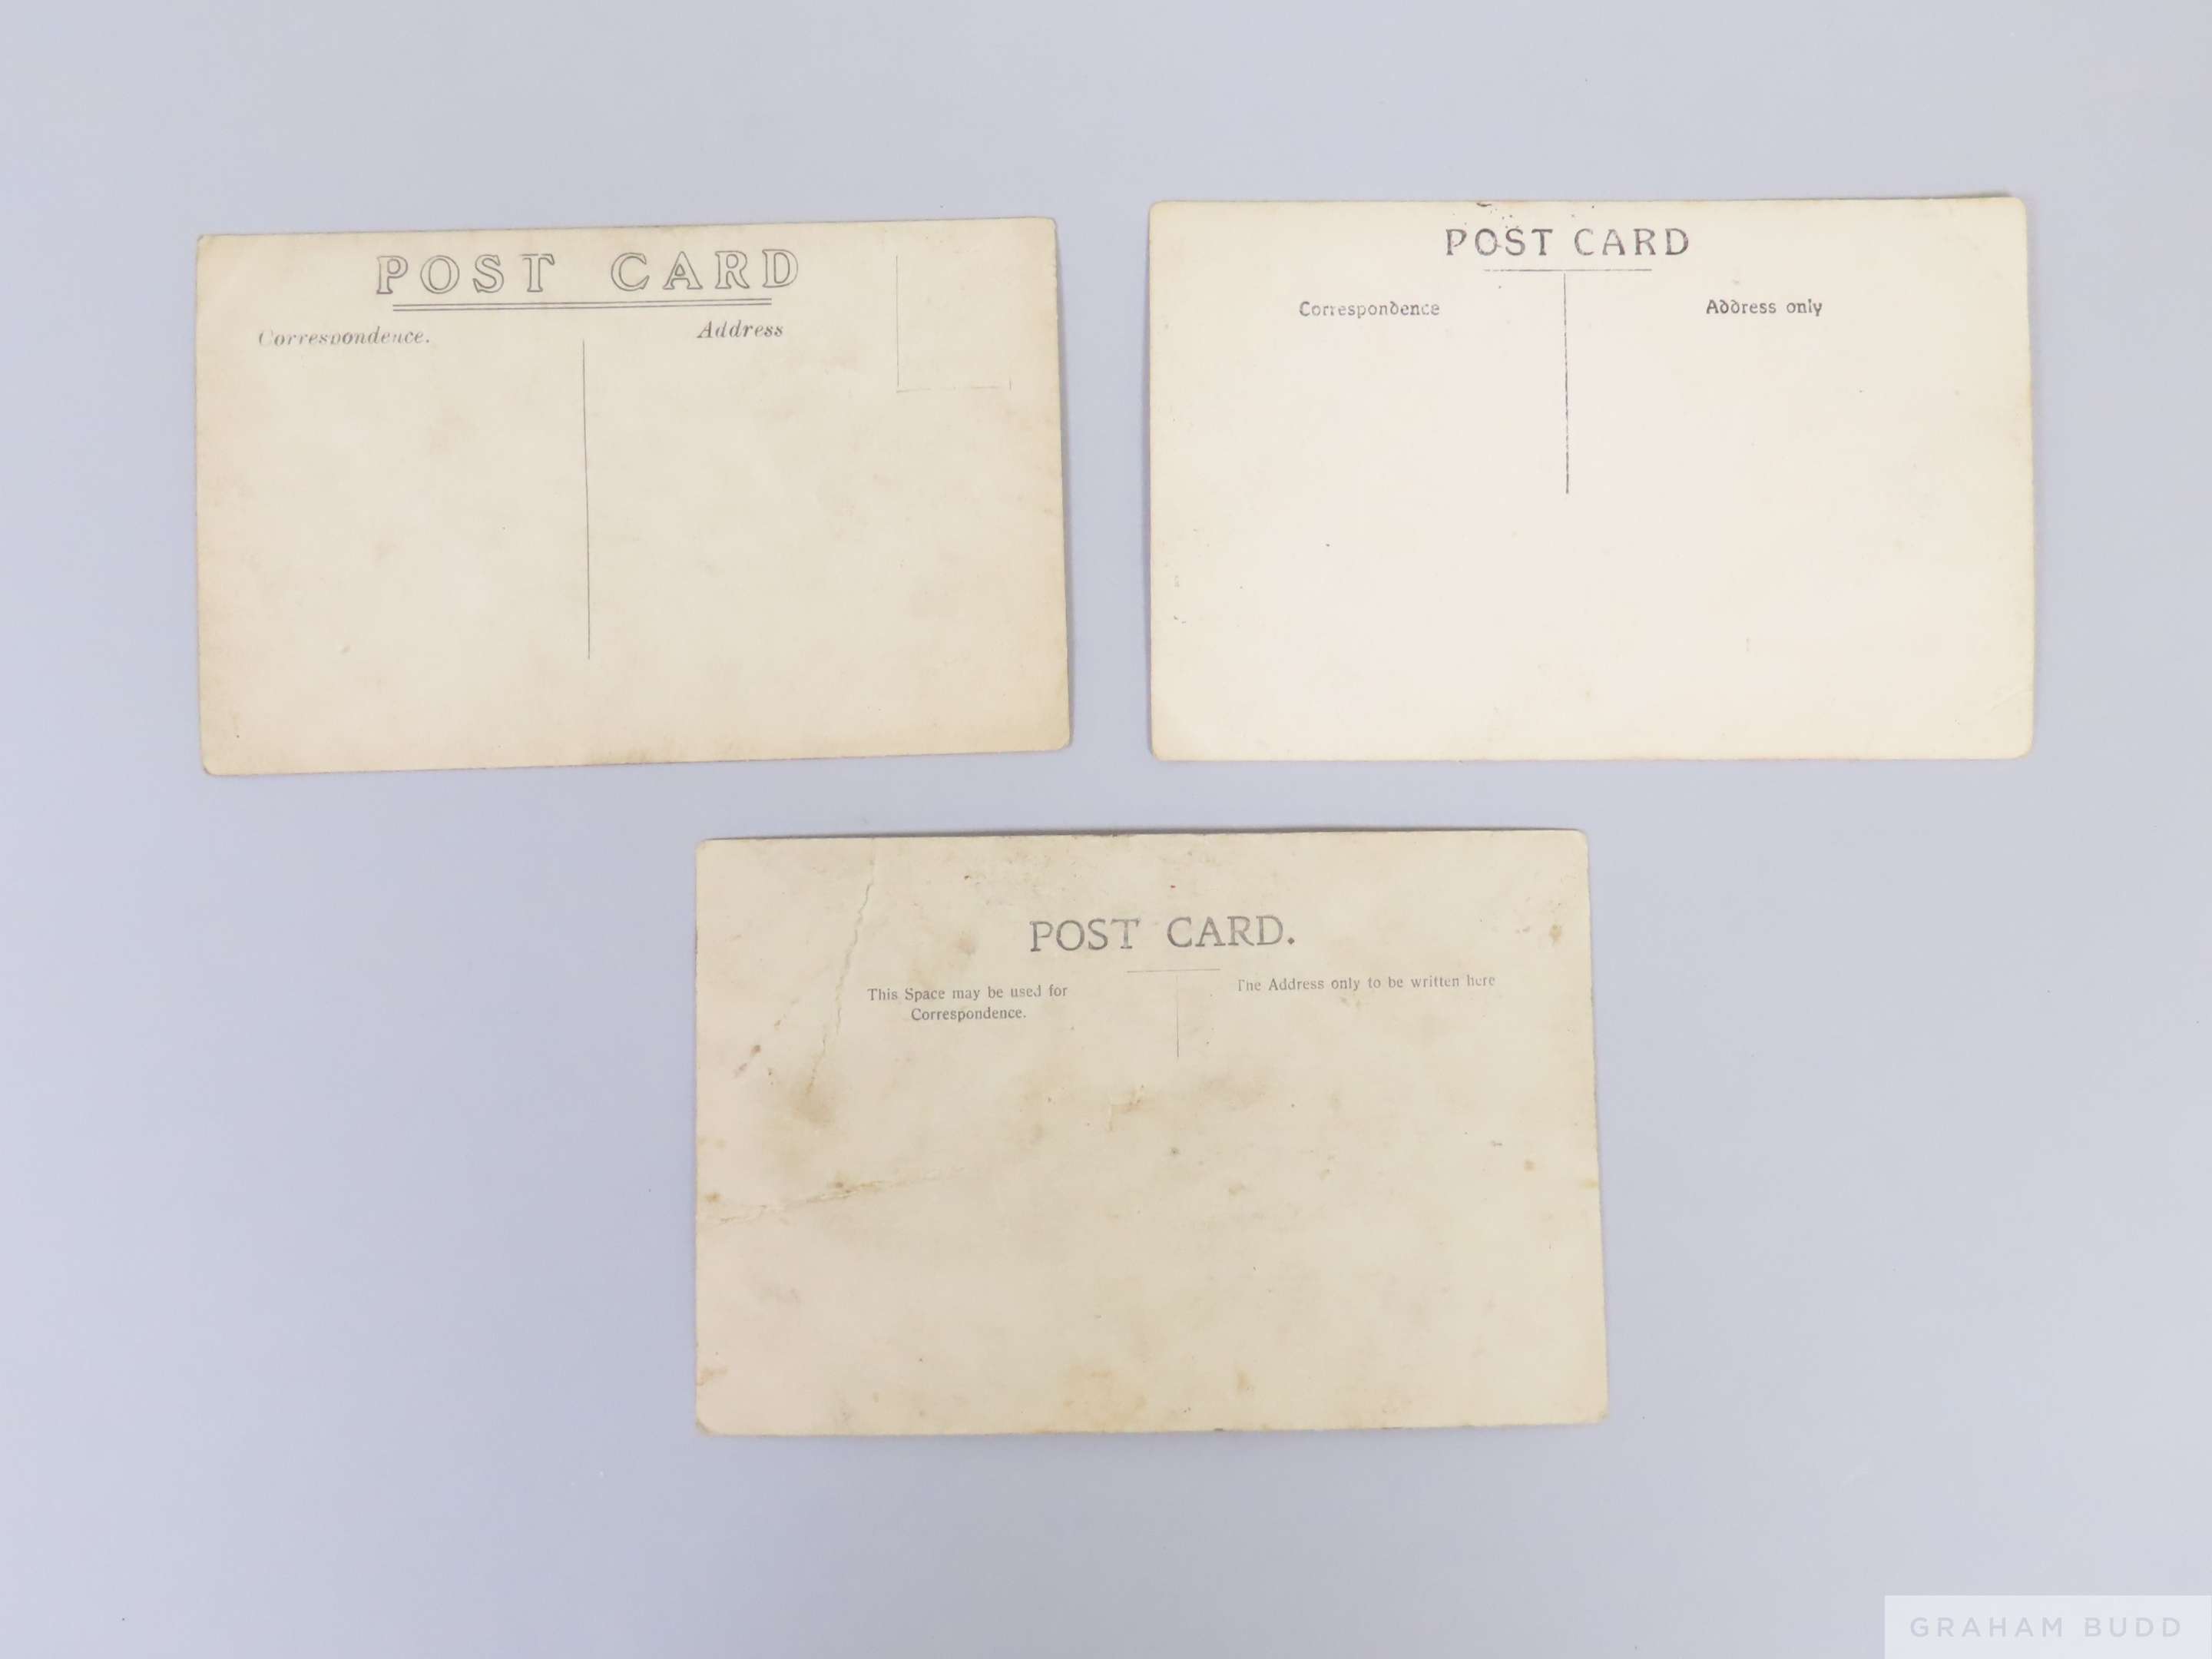 POST CARD
Correspondence.
Address
POST CARD
Correspondence
Address only
POST CARD.
This Space may be used for
Correspondence.
The Address only to be written here
GRAHAM BUDD